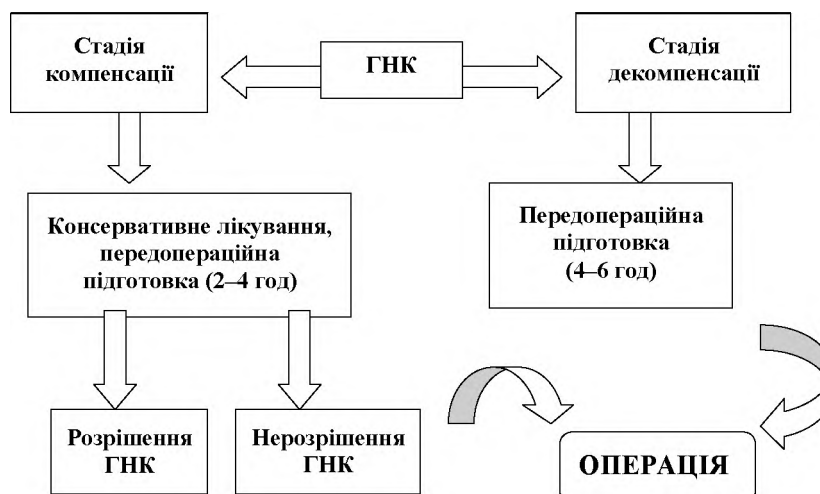 Стадія
компенсації
ГНК
Стадія
декомпенсації
Консервативне лікування,
передопераційна
підготовка (2–4 год)
Передопераційна
підготовка
(4–6 год)
Розрішення
ГНК
Нерозрішення
ГНК
ОПЕРАЦІЯ